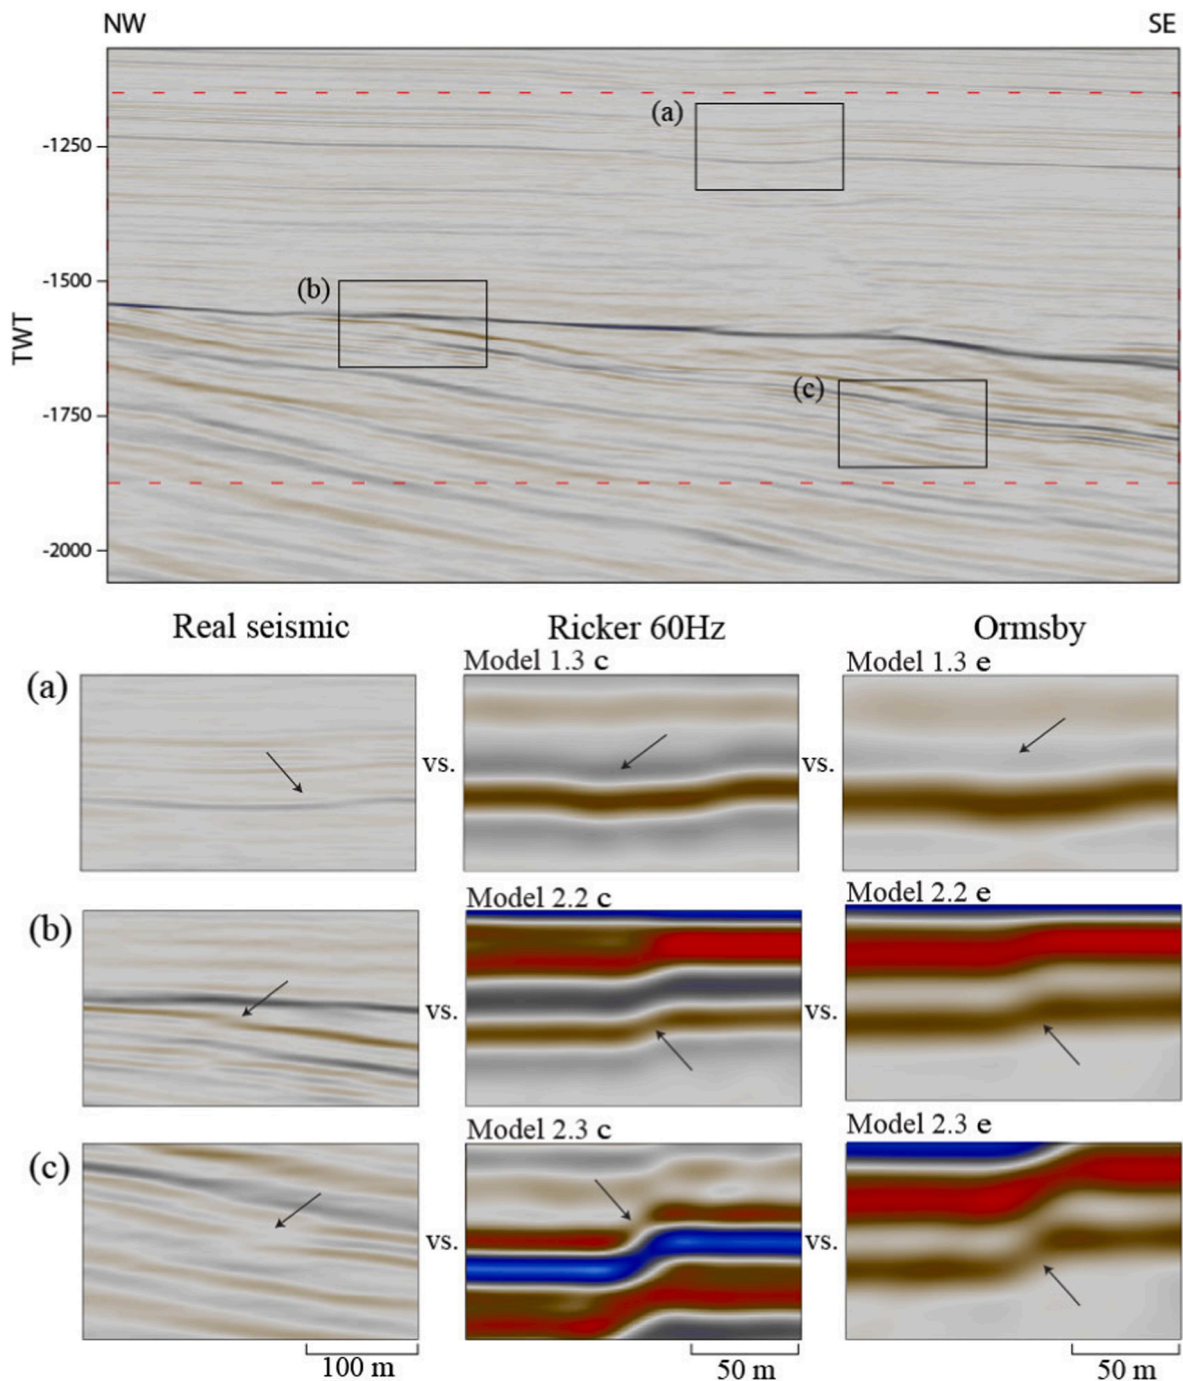 NW
SE
(a)
-1250
(b)
-1500
TWT
(c)
-1750
-2000
Real seismic
Ricker 60Hz
Ormsby
Model 1.3 c
Model 1.3 e
(a)
vs.
vs.
Model 2.2 c
Model 2.2 e
(b)
vs.
vs.
Model 2.3 c
Model 2.3 e
(c)
vs.
vs.
100 m
50 m
50 m